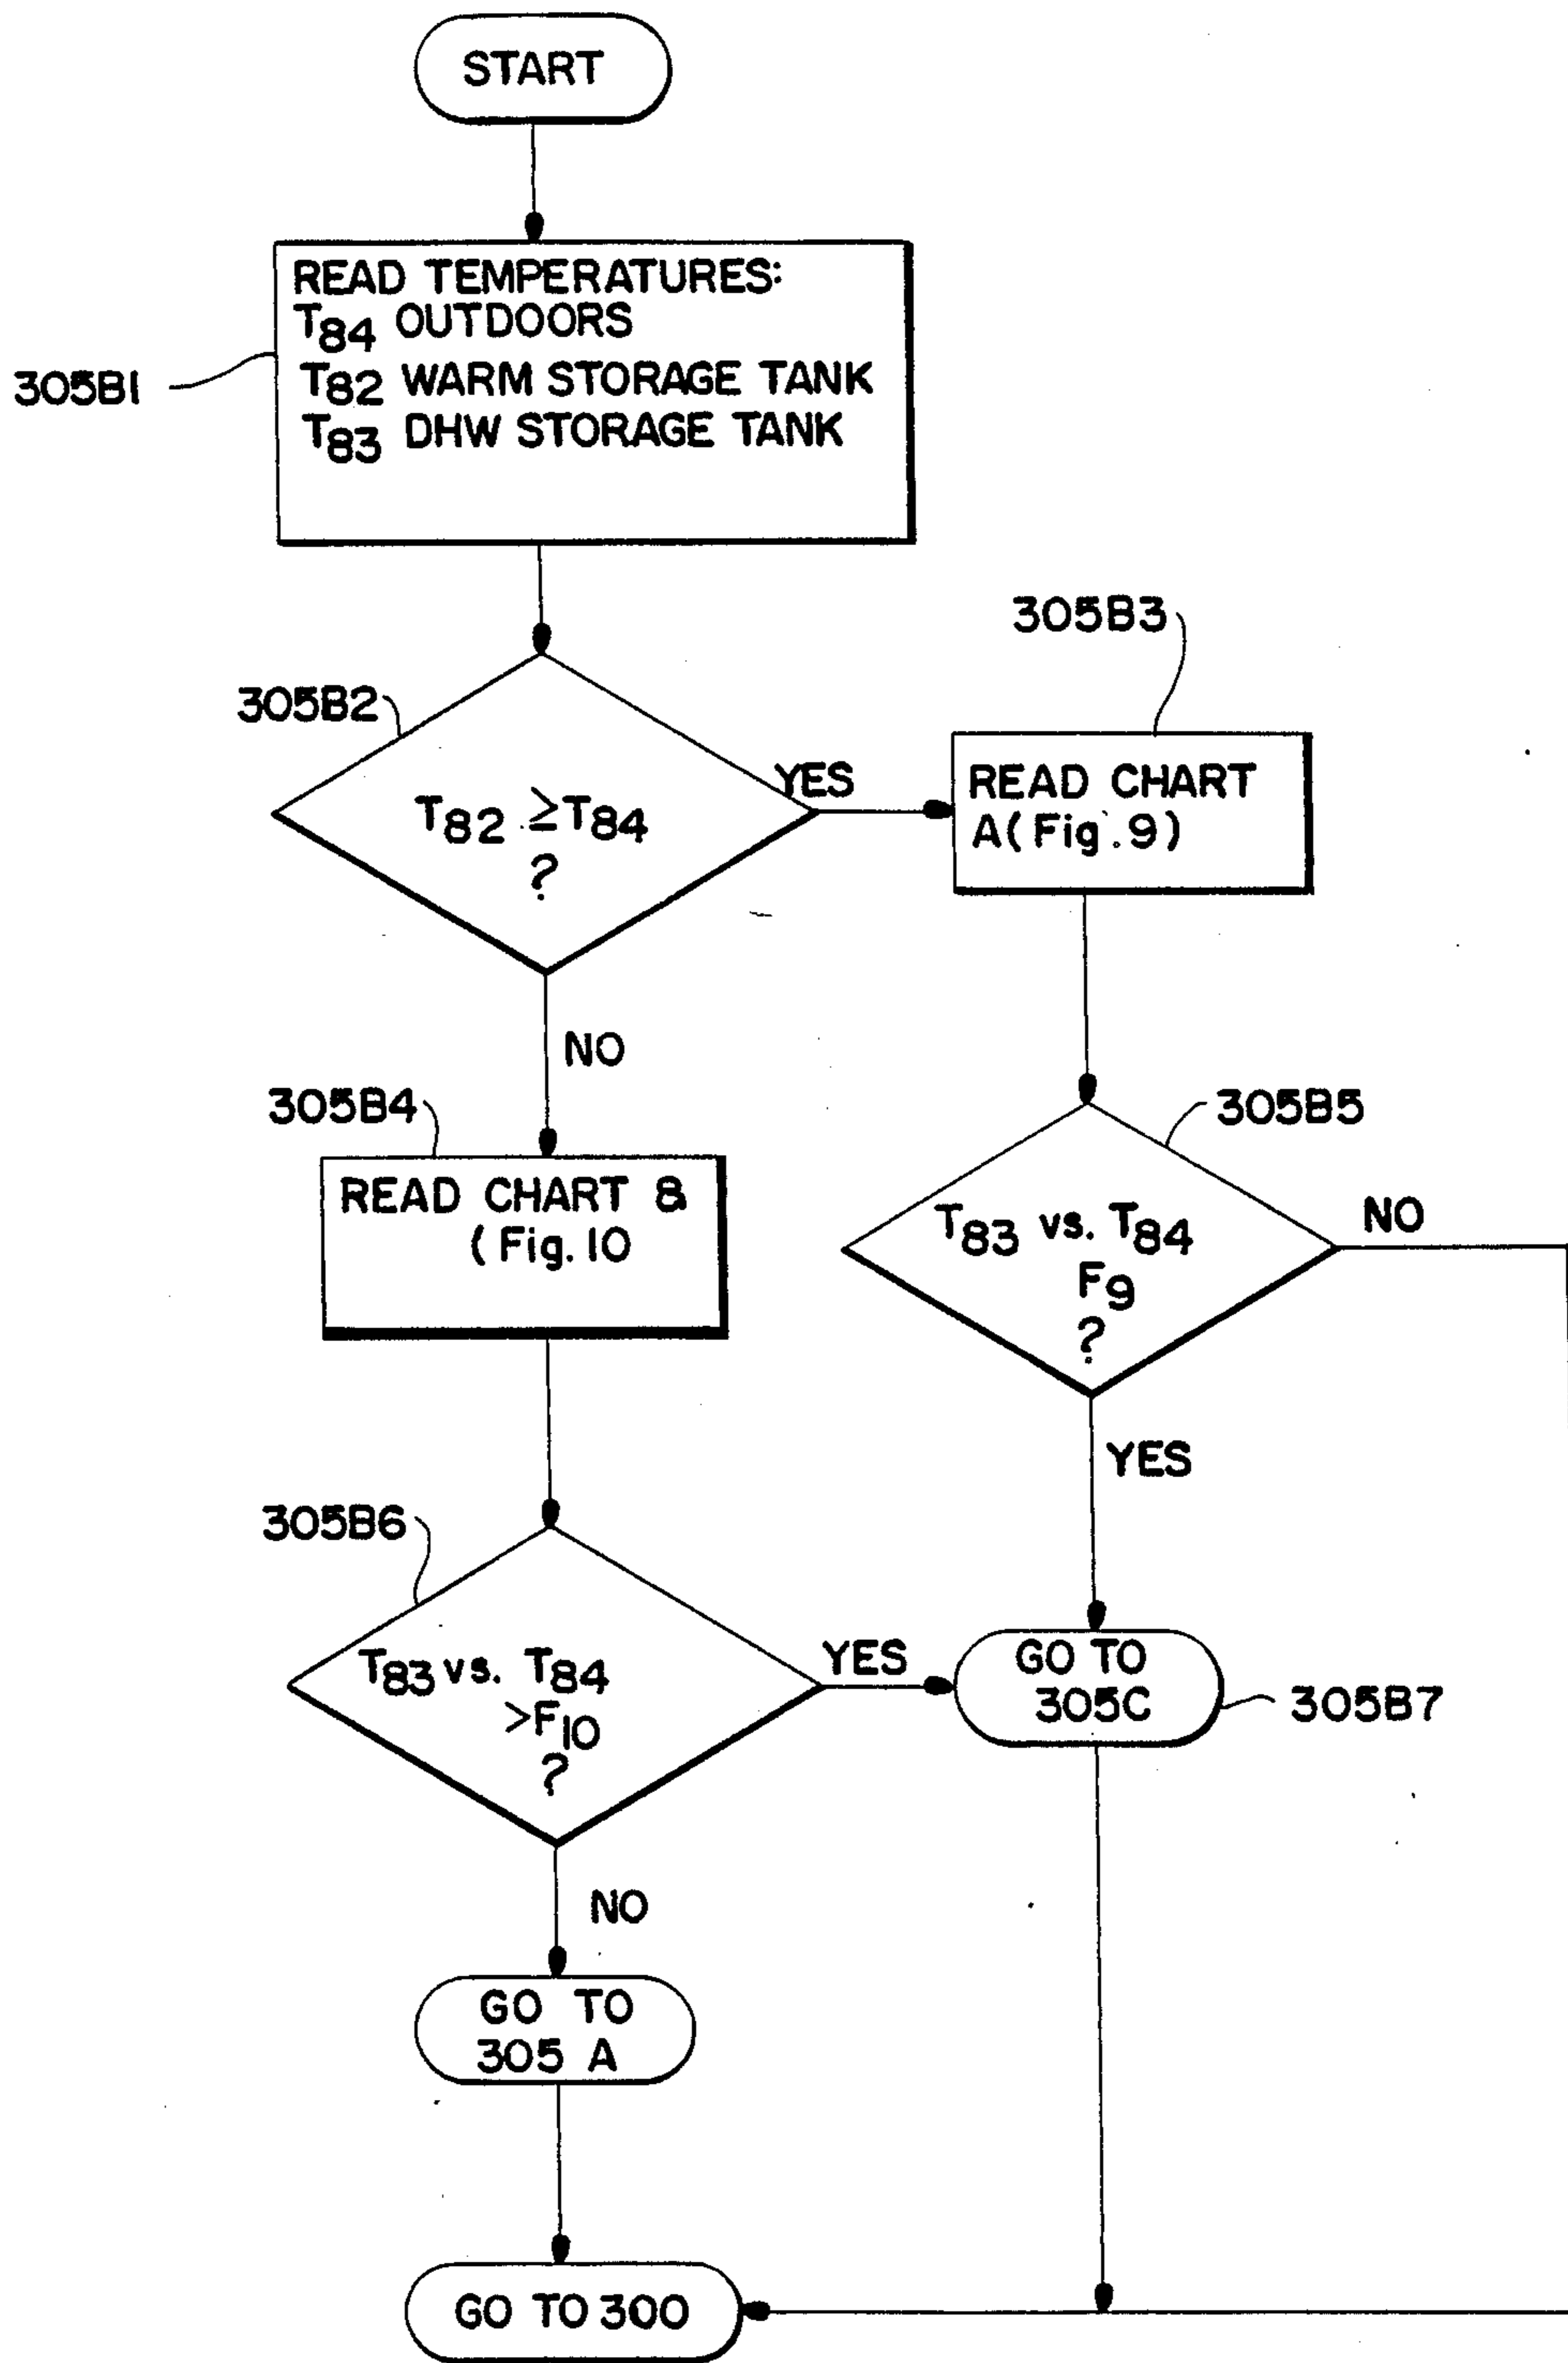 START
READ TEMPERATURES:
T84 OUTDOORS
T82 WARM STORAGE TANK
T83 DHW STORAGE TANK
305B1
305B2
T82 ≥T84
?
YES
305B3
READ CHART
A(Fig.9)
NO
305B4
READ CHART 8
(Fig. 10
305B5
T83 vs. T84
F9
?
NO
YES
305B6
T83 vs. T84
>F10
?
YES
GO TO
305C
305B7
NO
GO TO
305 A
GO TO 300